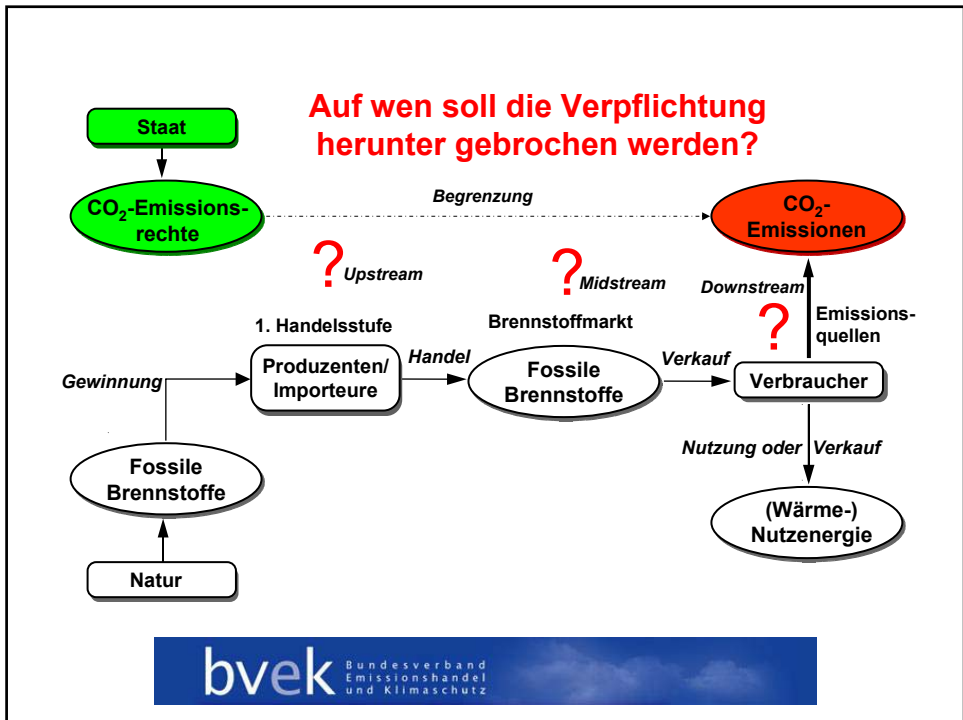 Auf wen soll die Verpflichtung
herunter gebrochen werden?
Staat
CO₂-Emissions-
rechte
Begrenzung
CO₂-
Emissionen
? Upstream
? Midstream
Downstream
?
Emissions-
quellen
1. Handelsstufe
Brennstoffmarkt
Gewinnung
Produzenten/
Importeure
Handel
Fossile
Brennstoffe
Verkauf
Verbraucher
Nutzung oder Verkauf
Fossile
Brennstoffe
(Wärme-)
Nutzenergie
Natur
bvek
Bundesverband
Emissionshandel
und Klimaschutz